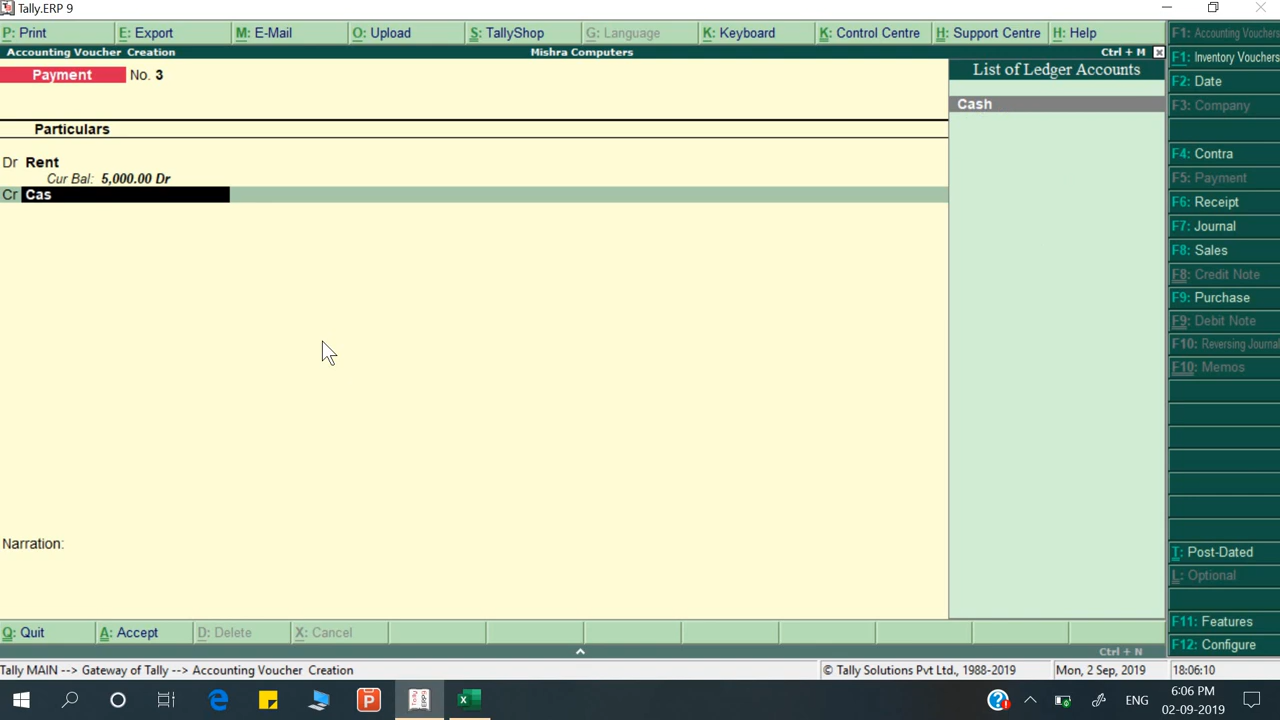 Tally.ERP 9
P: Print E: Export M: E-Mail O: Upload S: TallyShop G: Language K: Keyboard K: Control Centre H: Support Centre H: Help
Accounting Voucher Creation Mishra Computers Ctrl + M
Payment No. 3
Particulars
Dr Rent
Cur Bal: 5,000.00 Dr
Cr Cas
Narration:
List of Ledger Accounts
Cash
F1: Accounting Vouchers
F1: Inventory Vouchers
F2: Date
F3: Company
F4: Contra
F5: Payment
F6: Receipt
F7: Journal
F8: Sales
F8: Credit Note
F9: Purchase
F9: Debit Note
F10: Reversing Journal
F10: Memos
T: Post-Dated
L: Optional
F11: Features
F12: Configure
Q: Quit A: Accept D: Delete X: Cancel
Ctrl + N
Tally MAIN --> Gateway of Tally --> Accounting Voucher Creation © Tally Solutions Pvt Ltd., 1988-2019 Mon, 2 Sep, 2019 18:06:10
ENG 6:06 PM
02-09-2019